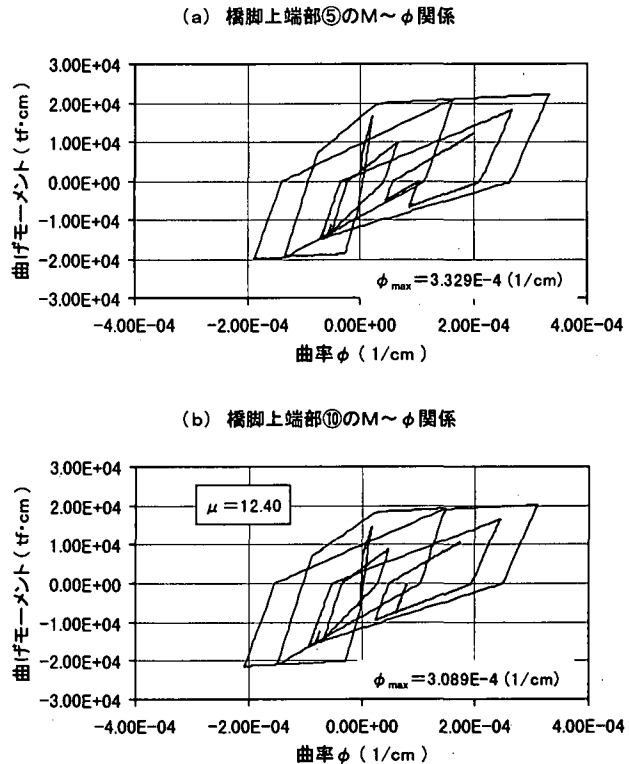 (a) 橋脚上端部⑤のM～φ関係
3.00E+04
2.00E+04
1.00E+04
0.00E+00
-1.00E+04
-2.00E+04
-3.00E+04
曲げモーメント(tf·cm)
φmax=3.329E-4(1/cm)
-4.00E-04 -2.00E-04 0.00E+00 2.00E-04 4.00E-04
曲率φ(1/cm)
(b) 橋脚上端部⑩のM～φ関係
3.00E+04
2.00E+04
1.00E+04
0.00E+00
-1.00E+04
-2.00E+04
-3.00E+04
曲げモーメント(tf·cm)
μ=12.40
φmax=3.089E-4(1/cm)
-4.00E-04 -2.00E-04 0.00E+00 2.00E-04 4.00E-04
曲率φ(1/cm)